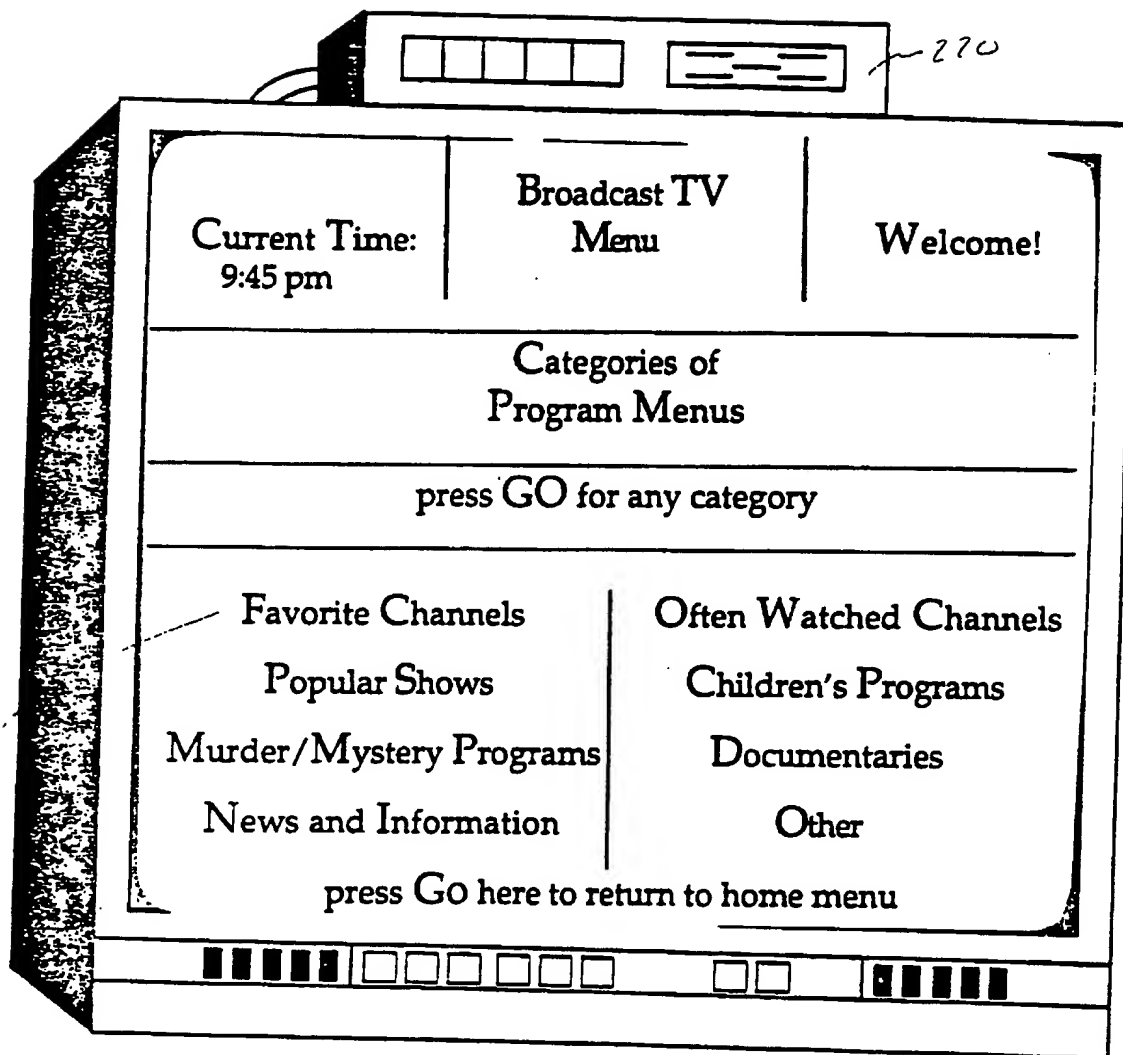 220
Broadcast TV
Menu
Current Time:
9:45 pm
Welcome!
Categories of
Program Menus
press GO for any category
Favorite Channels
Often Watched Channels
Popular Shows
Children's Programs
Murder/Mystery Programs
Documentaries
News and Information
Other
press GO here to return to home menu